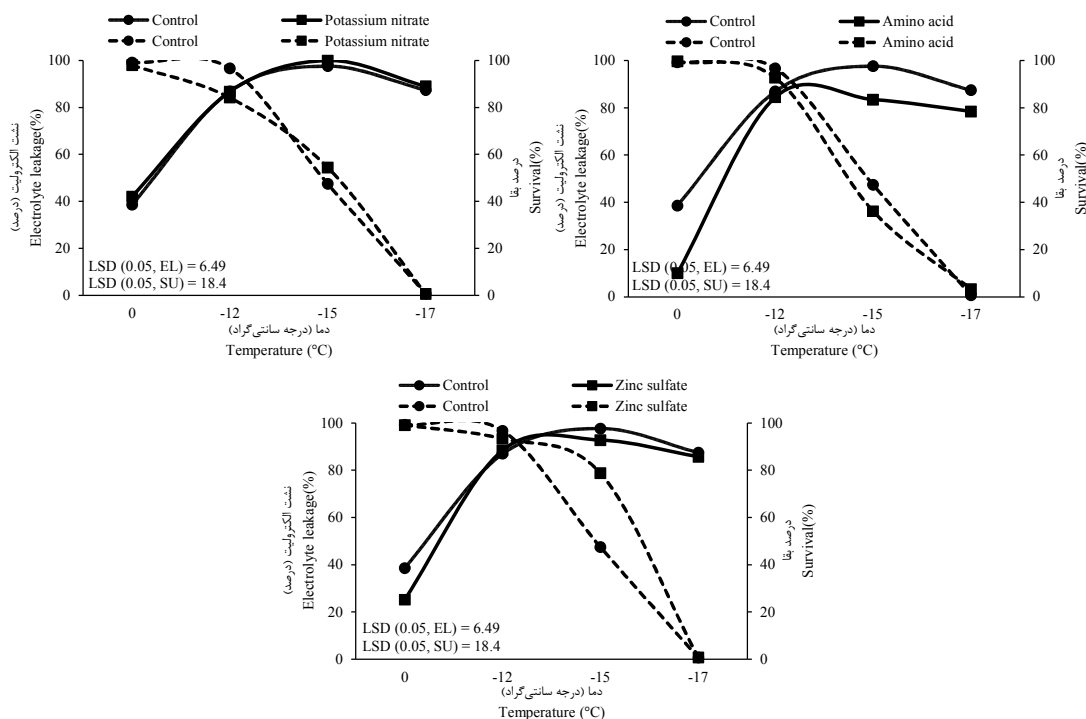 Control Potassium nitrate
Control Potassium nitrate
100
80
60
40
20
0
نشت الکترولیت (درصد)
Electrolyte leakage(%)
100
80
60
40
20
0
درصد بقا
Survival(%)
LSD (0.05, EL) = 6.49
LSD (0.05, SU) = 18.4
0 -12 -15 -17
دما (درجه سانتی‌گراد)
Temperature (°C)
Control Amino acid
Control Amino acid
100
80
60
40
20
0
نشت الکترولیت (درصد)
Electrolyte leakage(%)
100
80
60
40
20
0
درصد بقا
Survival(%)
LSD (0.05, EL) = 6.49
LSD (0.05, SU) = 18.4
0 -12 -15 -17
دما (درجه سانتی‌گراد)
Temperature (°C)
Control Zinc sulfate
Control Zinc sulfate
100
80
60
40
20
0
نشت الکترولیت (درصد)
Electrolyte leakage(%)
100
80
60
40
20
0
درصد بقا
Survival(%)
LSD (0.05, EL) = 6.49
LSD (0.05, SU) = 18.4
0 -12 -15 -17
دما (درجه سانتی‌گراد)
Temperature (°C)